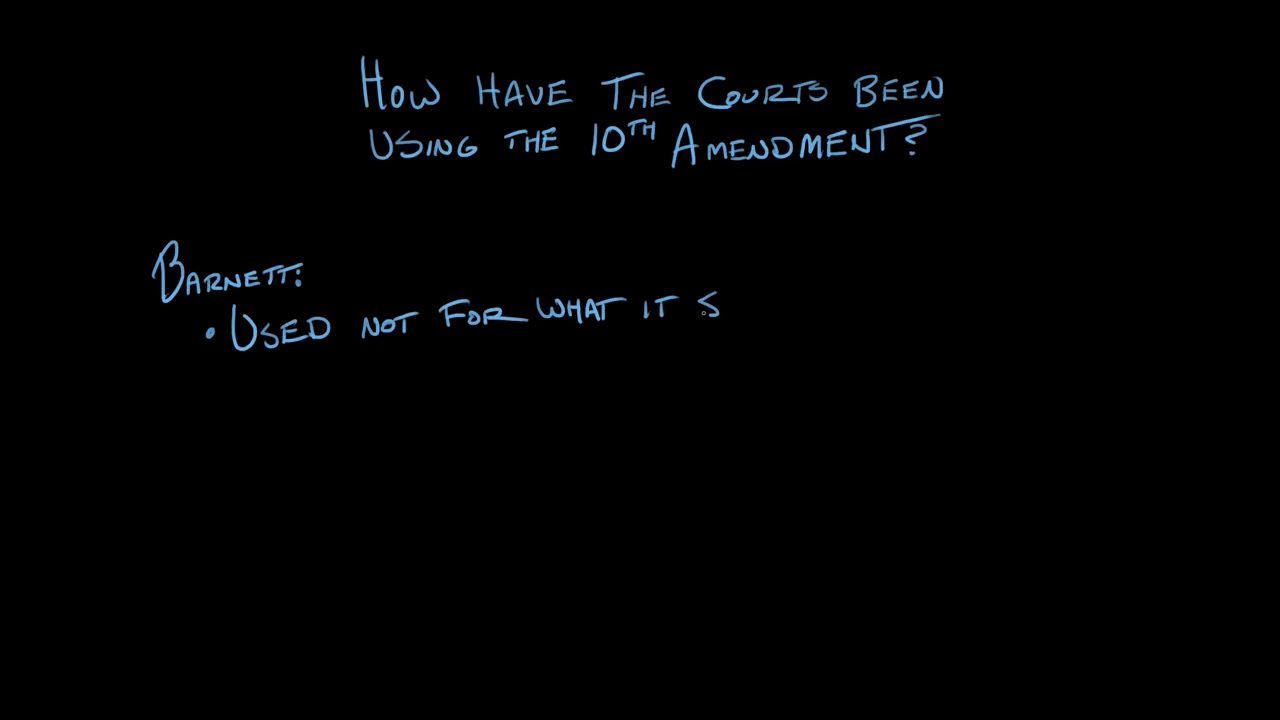 HOW HAVE THE COURTS BEEN
USING THE 10TH AMENDMENT?
BARNETT:
• USED NOT FOR WHAT IT S